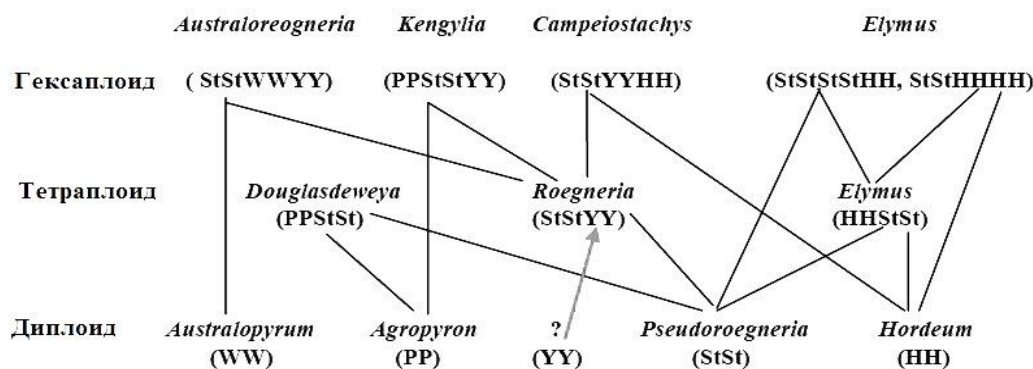 Australoreogneria Kengylia Campeiostachys Elymus
Гексаплоид ( StStWWYY) (PPStStYY) (StStYYHH) (StStStStHH, StStHHHH)
Тетраплоид Douglasdeweya Roegneria Elymus
(PPStSt) (StStYY) (HHStSt)
Диплоид Australopyrum Agropyron ? Pseudoroegneria Hordeum
(WW) (PP) (YY) (StSt) (HH)